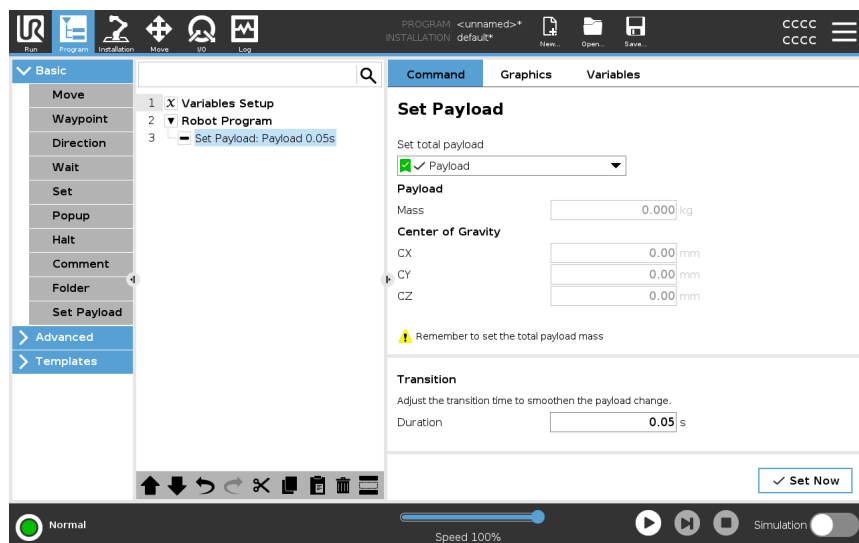 UR
Run
Program
Installation
Move
I/O
Log
PROGRAM <unnamed>*
INSTALLATION default*
New...
Open...
Save...
CCCC
CCCC
Basic
Move
Waypoint
Direction
Wait
Set
Popup
Halt
Comment
Folder
Set Payload
Advanced
Templates
1 X Variables Setup
2 Robot Program
3 Set Payload: Payload 0.05s
Command Graphics Variables
Set Payload
Set total payload
Payload
Payload
Mass 0.000 kg
Center of Gravity
CX 0.00 mm
CY 0.00 mm
CZ 0.00 mm
Remember to set the total payload mass
Transition
Adjust the transition time to smoothen the payload change.
Duration 0.05 s
Set Now
Normal
Speed 100%
Simulation